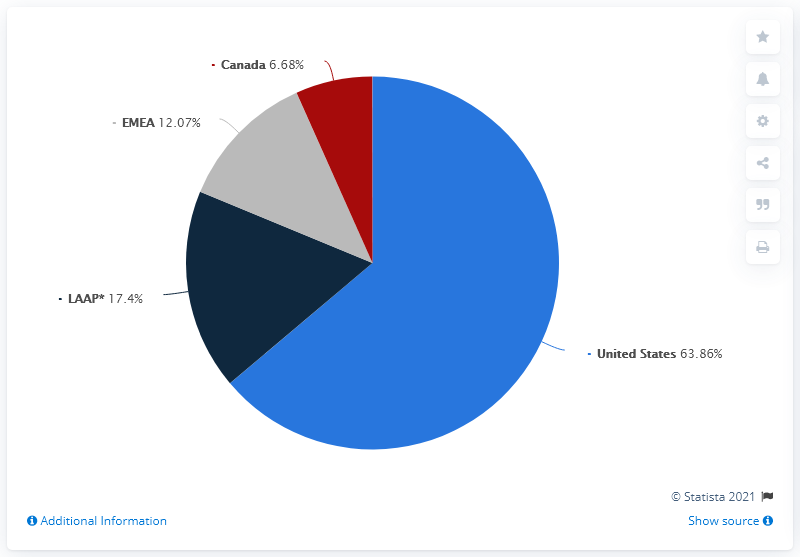 Canada 6.68%
EMEA 12.07%
LAAP* 17.4%
United States 63.86%
© Statista 2021
Additional Information
Show source